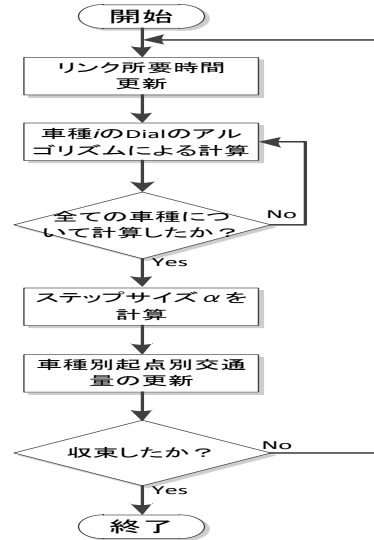 開始
リンク所要時間
更新
車種iのDialのアル
ゴリズムによる計算
全ての車種につ
いて計算したか？
No
Yes
ステップサイズαを
計算
車種別起点別交通
量の更新
収束したか？
No
Yes
終了